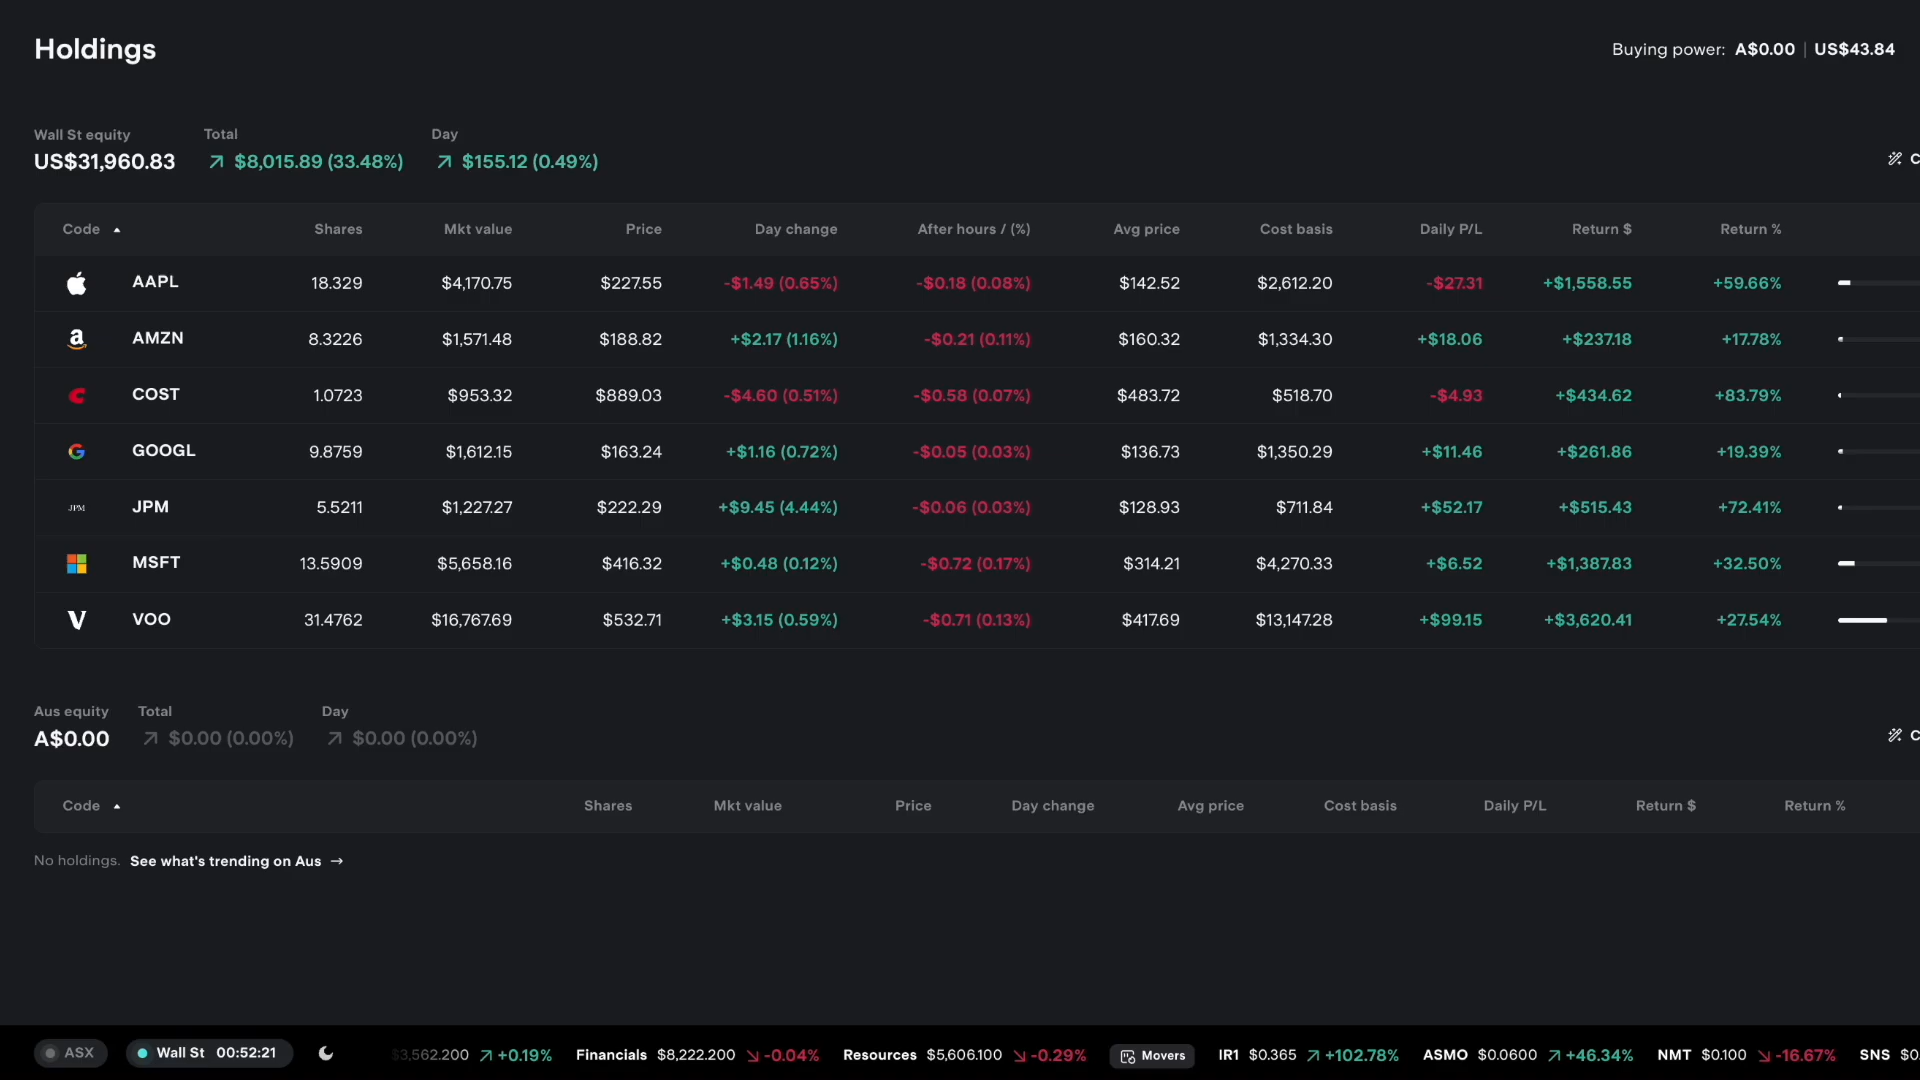 Holdings
Buying power: A$0.00 | US$43.84
Wall St equity Total Day
US$31,960.83 $8,015.89 (33.48%) $155.12 (0.49%)
Code Shares Mkt value Price Day change After hours / (%) Avg price Cost basis Daily P/L Return $ Return %
AAPL 18.329 $4,170.75 $227.55 -$1.49 (0.65%) -$0.18 (0.08%) $142.52 $2,612.20 -$27.31 +$1,558.55 +59.66%
a AMZN 8.3226 $1,571.48 $188.82 +$2.17 (1.16%) -$0.21 (0.11%) $160.32 $1,334.30 +$18.06 +$237.18 +17.78%
C COST 1.0723 $953.32 $889.03 -$4.60 (0.51%) -$0.58 (0.07%) $483.72 $518.70 -$4.93 +$434.62 +83.79%
G GOOGL 9.8759 $1,612.15 $163.24 +$1.16 (0.72%) -$0.05 (0.03%) $136.73 $1,350.29 +$11.46 +$261.86 +19.39%
JPM JPM 5.5211 $1,227.27 $222.29 +$9.45 (4.44%) -$0.06 (0.03%) $128.93 $711.84 +$52.17 +$515.43 +72.41%
MSFT 13.5909 $5,658.16 $416.32 +$0.48 (0.12%) -$0.72 (0.17%) $314.21 $4,270.33 +$6.52 +$1,387.83 +32.50%
V VOO 31.4762 $16,767.69 $532.71 +$3.15 (0.59%) -$0.71 (0.13%) $417.69 $13,147.28 +$99.15 +$3,620.41 +27.54%
Aus equity Total Day
A$0.00 $0.00 (0.00%) $0.00 (0.00%)
Code Shares Mkt value Price Day change Avg price Cost basis Daily P/L Return $ Return %
No holdings. See what's trending on Aus →
ASX Wall St 00:52:21 $3,562.200 +0.19% Financials $8,222.200 -0.04% Resources $5,606.100 -0.29% Movers IR1 $0.365 +102.78% ASMO $0.0600 +46.34% NMT $0.100 -16.67% SNS